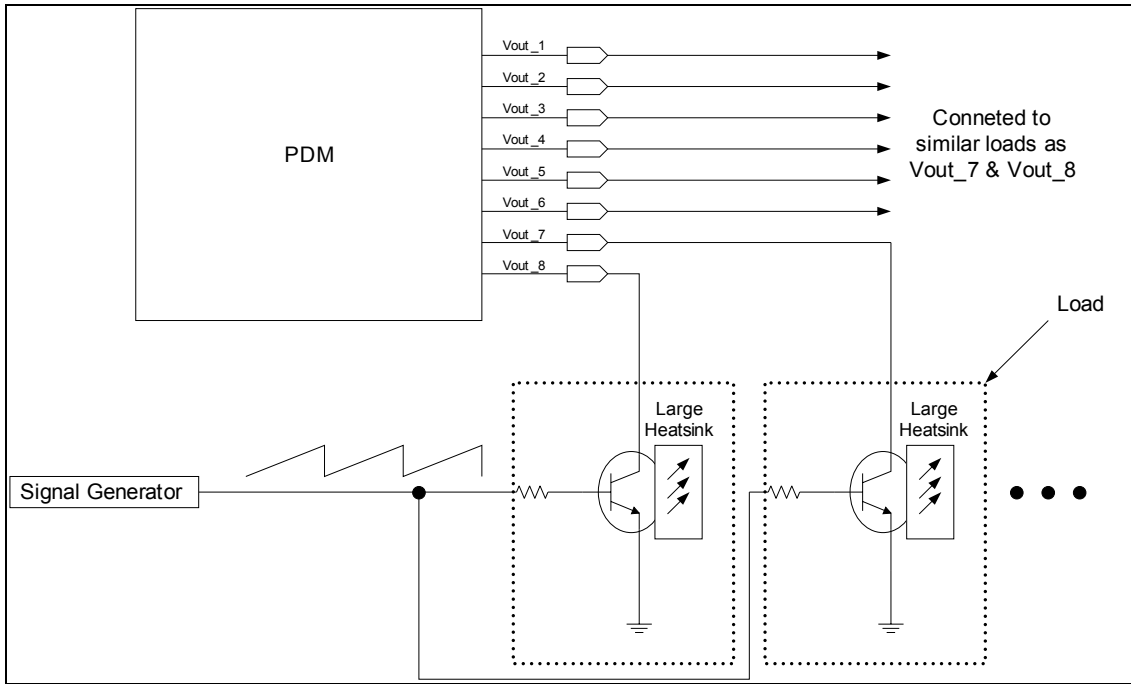 PDM
Vout_1
Vout_2
Vout_3
Vout_4
Vout_5
Vout_6
Vout_7
Vout_8
Conneted to
similar loads as
Vout_7 & Vout_8
Load
Large
Heatsink
Large
Heatsink
Signal Generator